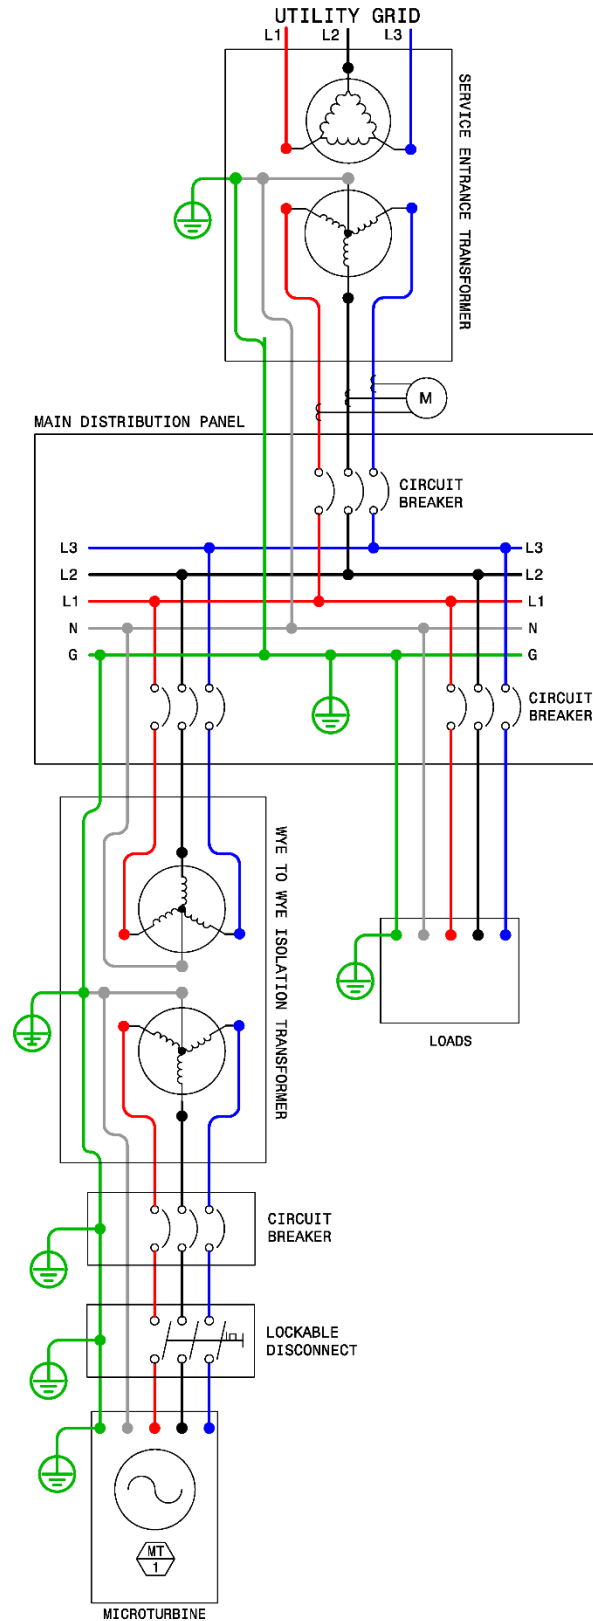 UTILITY GRID
L1
L2
L3
SERVICE ENTRANCE TRANSFORMER
M
MAIN DISTRIBUTION PANEL
CIRCUIT
BREAKER
L3
L3
L2
L2
L1
L1
N
N
G
G
CIRCUIT
BREAKER
WYE TO WYE ISOLATION TRANSFORMER
LOADS
CIRCUIT
BREAKER
LOCKABLE
DISCONNECT
MT
1
MICROTURBINE